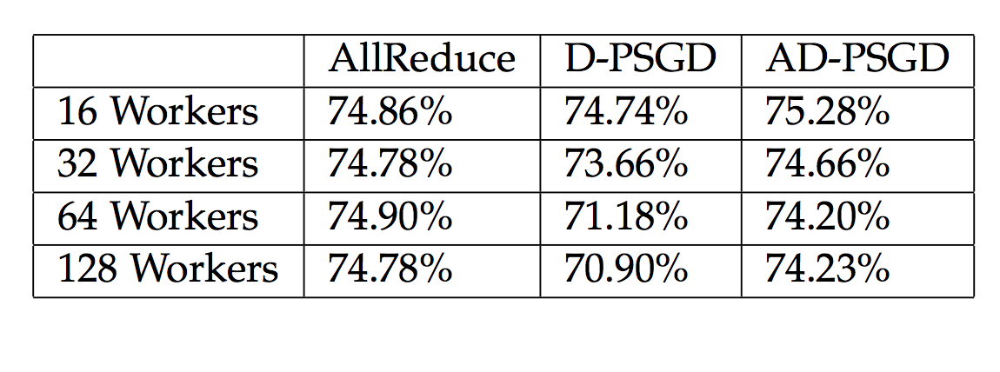 AllReduce D-PSGD AD-PSGD
16 Workers 74.86% 74.74% 75.28%
32 Workers 74.78% 73.66% 74.66%
64 Workers 74.90% 71.18% 74.20%
128 Workers 74.78% 70.90% 74.23%